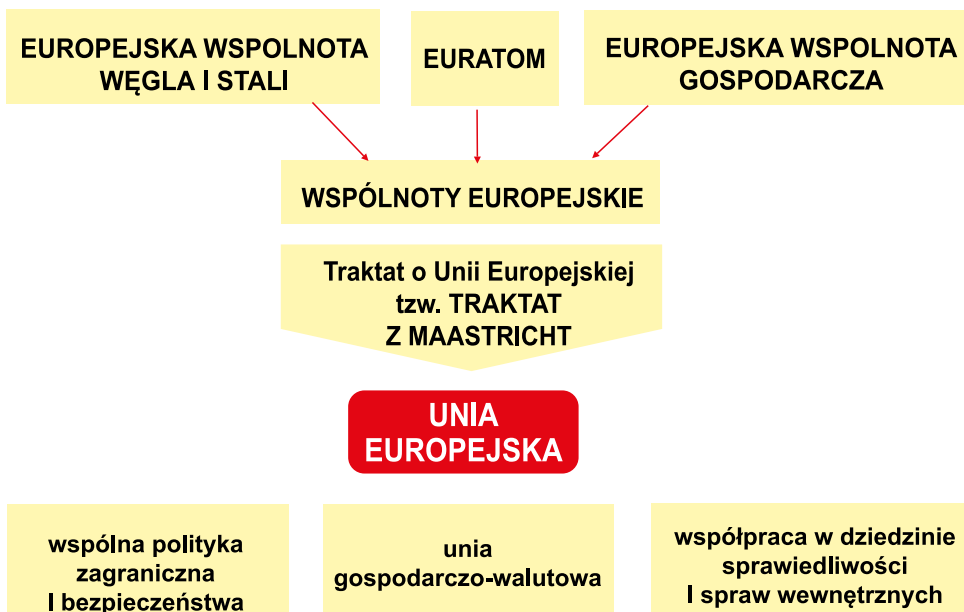 EUROPEJSKA WSPOLNOTA
WĘGLA I STALI
EURATOM
EUROPEJSKA WSPOLNOTA
GOSPODARCZA
WSPÓLNOTY EUROPEJSKIE
Traktat o Unii Europejskiej
tzw. TRAKTAT
Z MAASTRICHT
UNIA
EUROPEJSKA
wspólna polityka
zagraniczna
I bezpieczeństwa
unia
gospodarczo-walutowa
współpraca w dziedzinie
sprawiedliwości
I spraw wewnętrznych